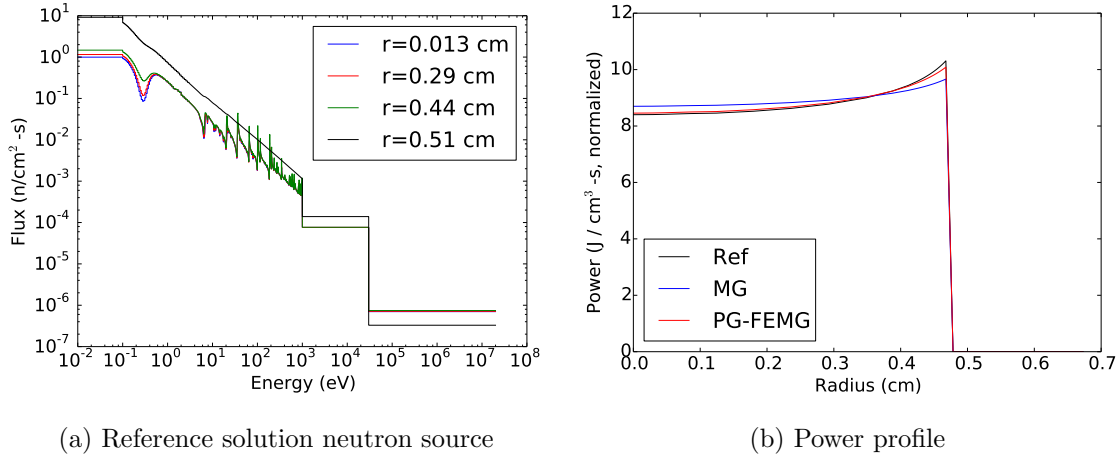 10^1
10^0
10^-1
10^-2
10^-3
10^-4
10^-5
10^-6
10^-7
Flux (n/cm^2 -s)
r=0.013 cm
r=0.29 cm
r=0.44 cm
r=0.51 cm
10^-2 10^-1 10^0 10^1 10^2 10^3 10^4 10^5 10^6 10^7 10^8
Energy (eV)
(a) Reference solution neutron source
12
10
8
6
4
2
0
Power (J / cm^3 -s, normalized)
Ref
MG
PG-FEMG
0.0 0.1 0.2 0.3 0.4 0.5 0.6 0.7
Radius (cm)
(b) Power profile